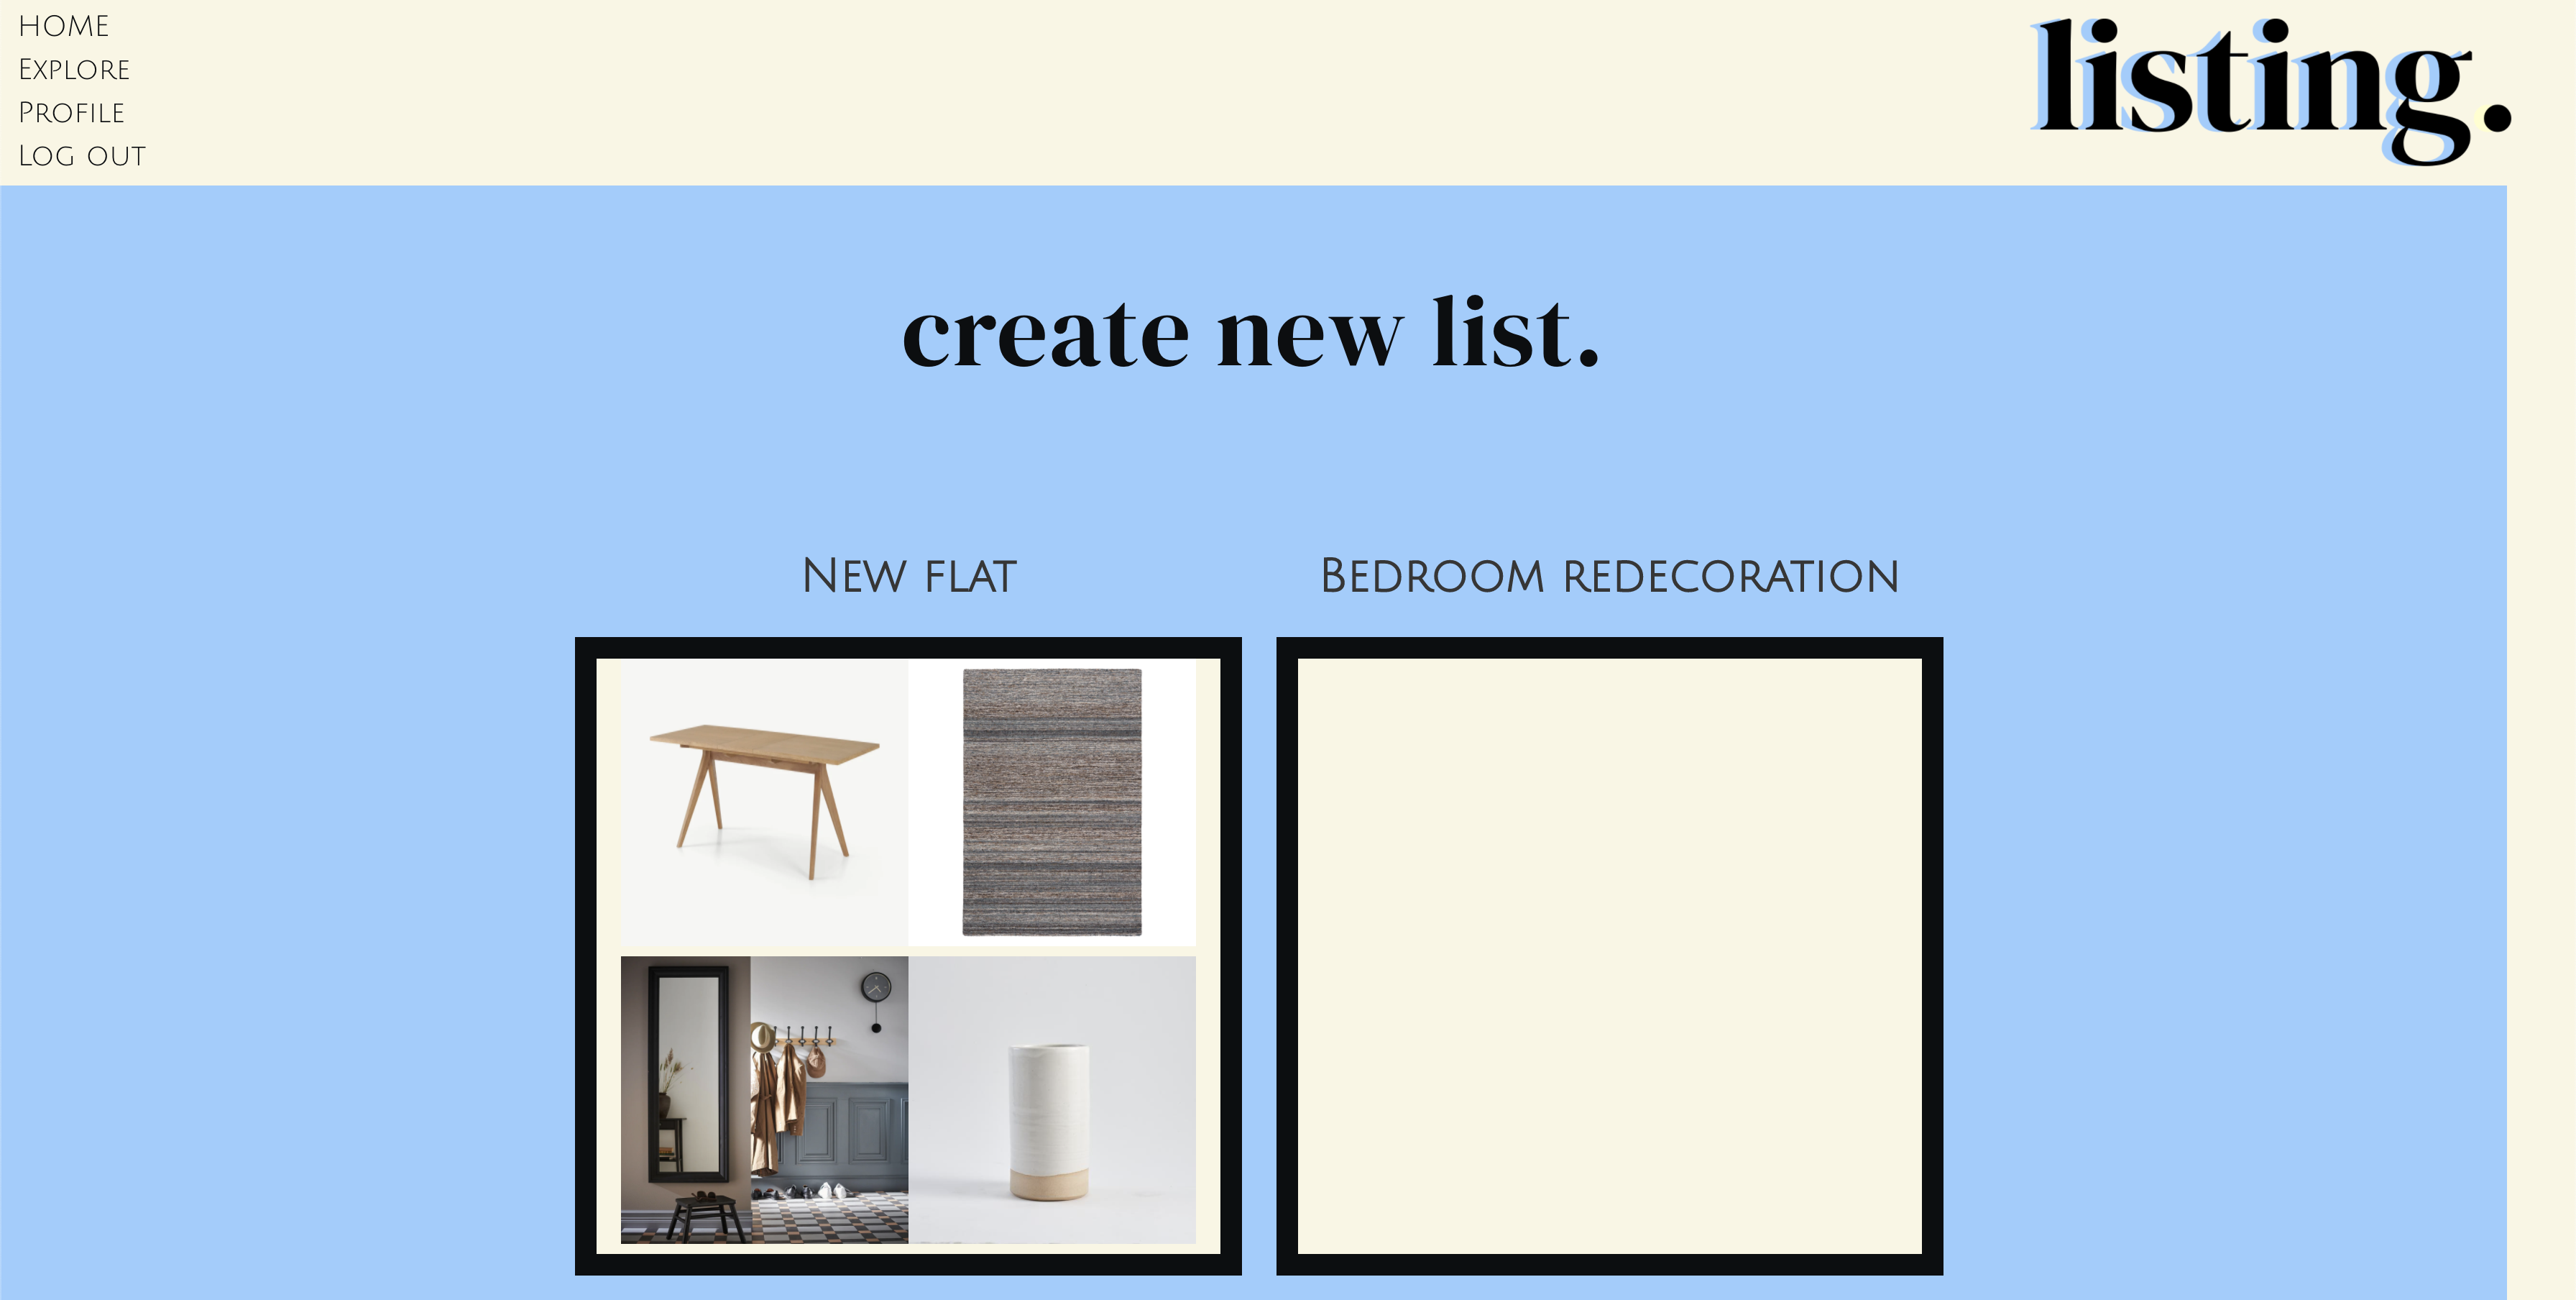 HOME
Explore
Profile
Log out
listing.
create new list.
New flat
Bedroom redecoration